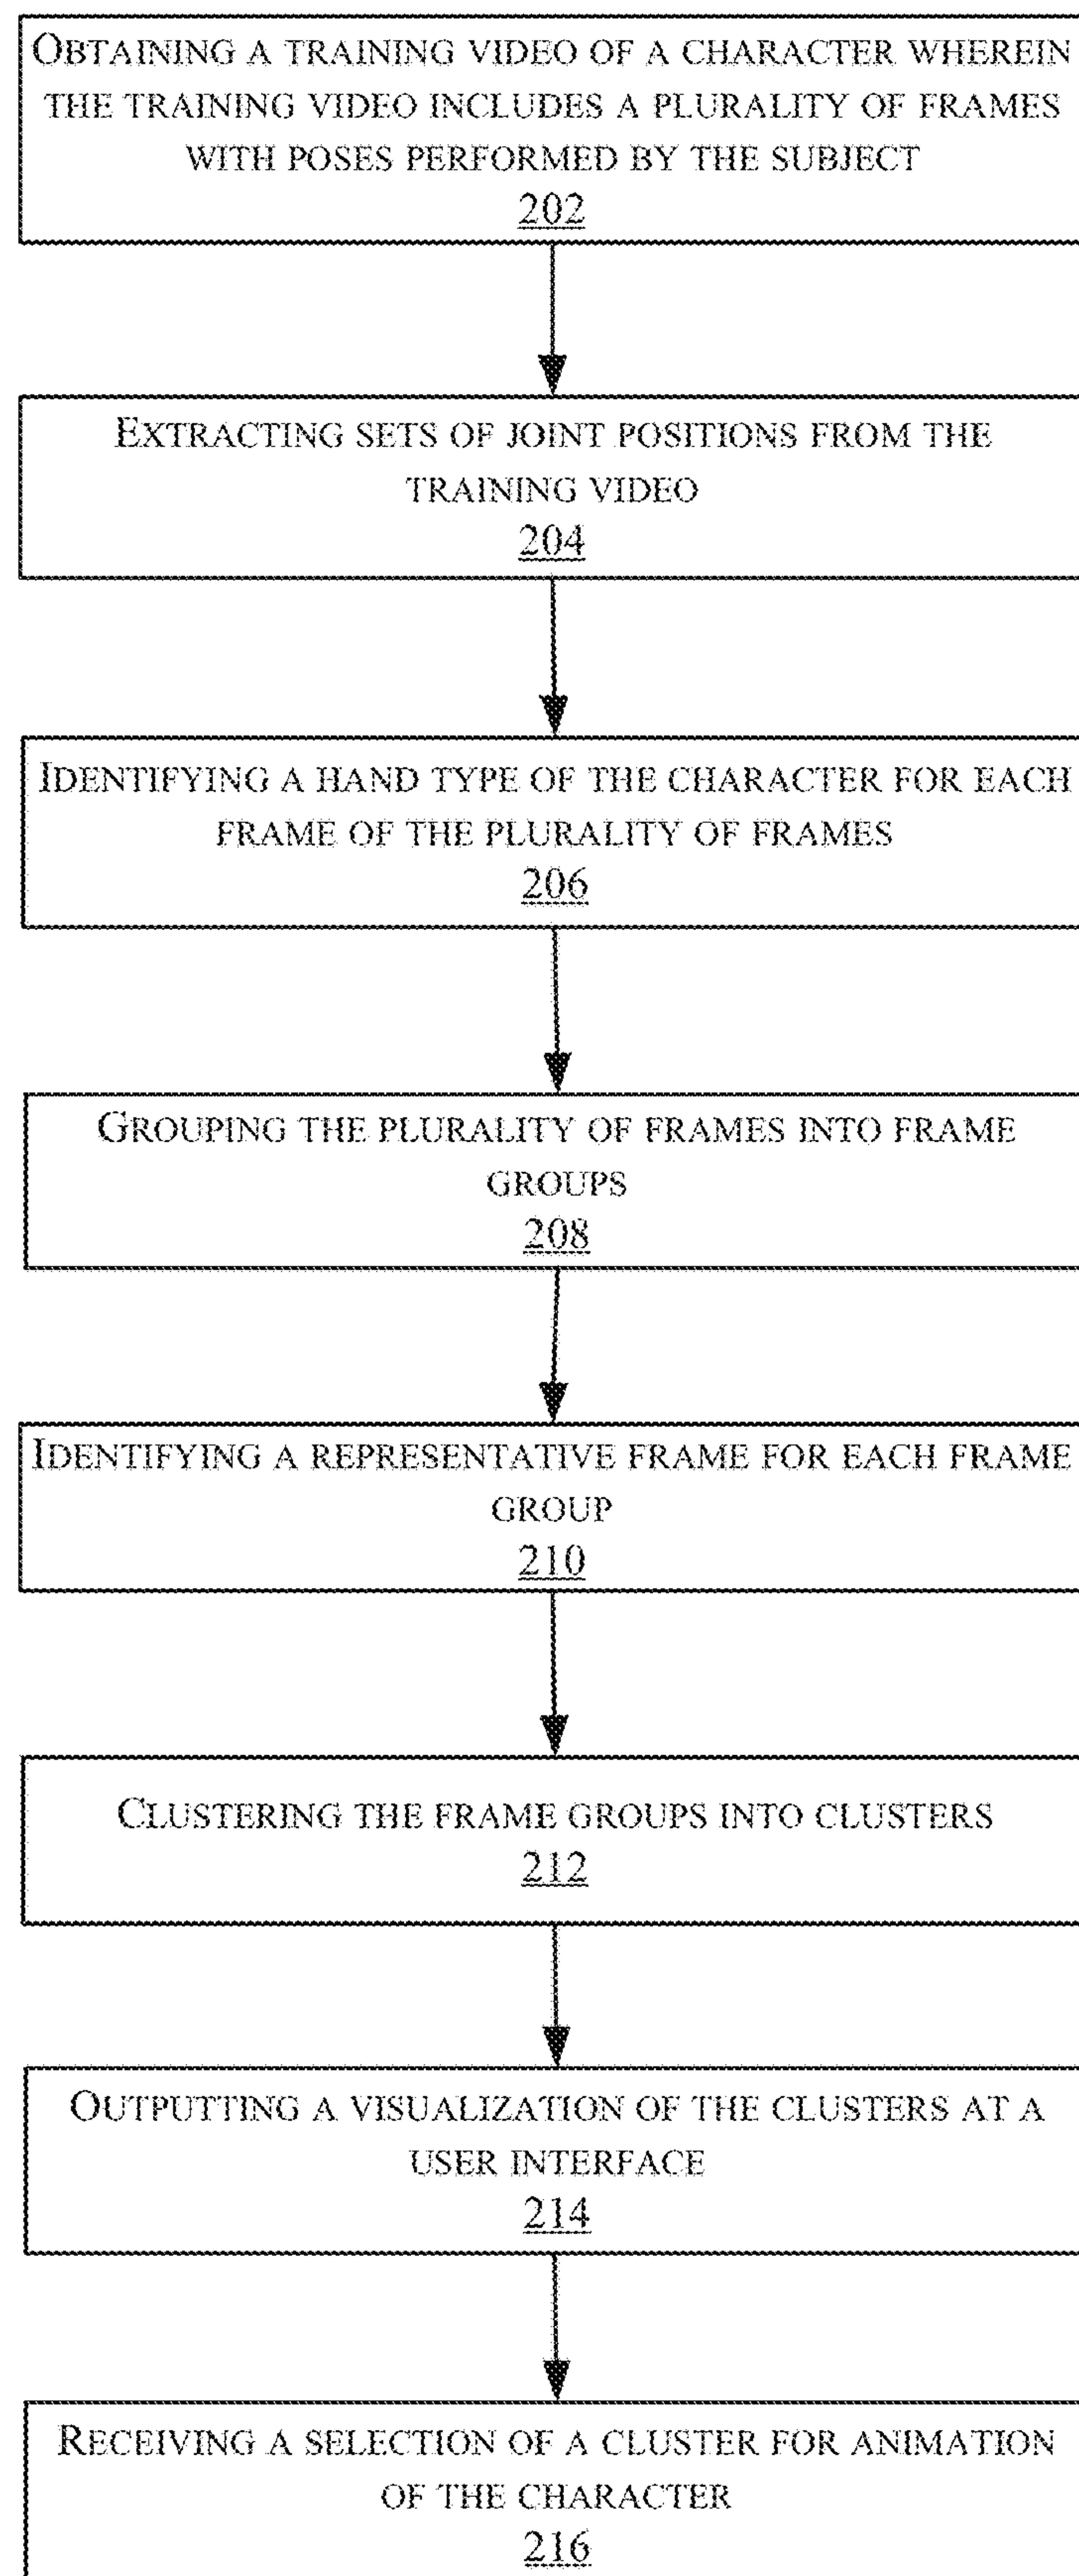 OBTAINING A TRAINING VIDEO OF A CHARACTER WHEREIN
THE TRAINING VIDEO INCLUDES A PLURALITY OF FRAMES
WITH POSES PERFORMED BY THE SUBJECT
202
EXTRACTING SETS OF JOINT POSITIONS FROM THE
TRAINING VIDEO
204
IDENTIFYING A HAND TYPE OF THE CHARACTER FOR EACH
FRAME OF THE PLURALITY OF FRAMES
206
GROUPING THE PLURALITY OF FRAMES INTO FRAME
GROUPS
208
IDENTIFYING A REPRESENTATIVE FRAME FOR EACH FRAME
GROUP
210
CLUSTERING THE FRAME GROUPS INTO CLUSTERS
212
OUTPUTTING A VISUALIZATION OF THE CLUSTERS AT A
USER INTERFACE
214
RECEIVING A SELECTION OF A CLUSTER FOR ANIMATION
OF THE CHARACTER
216